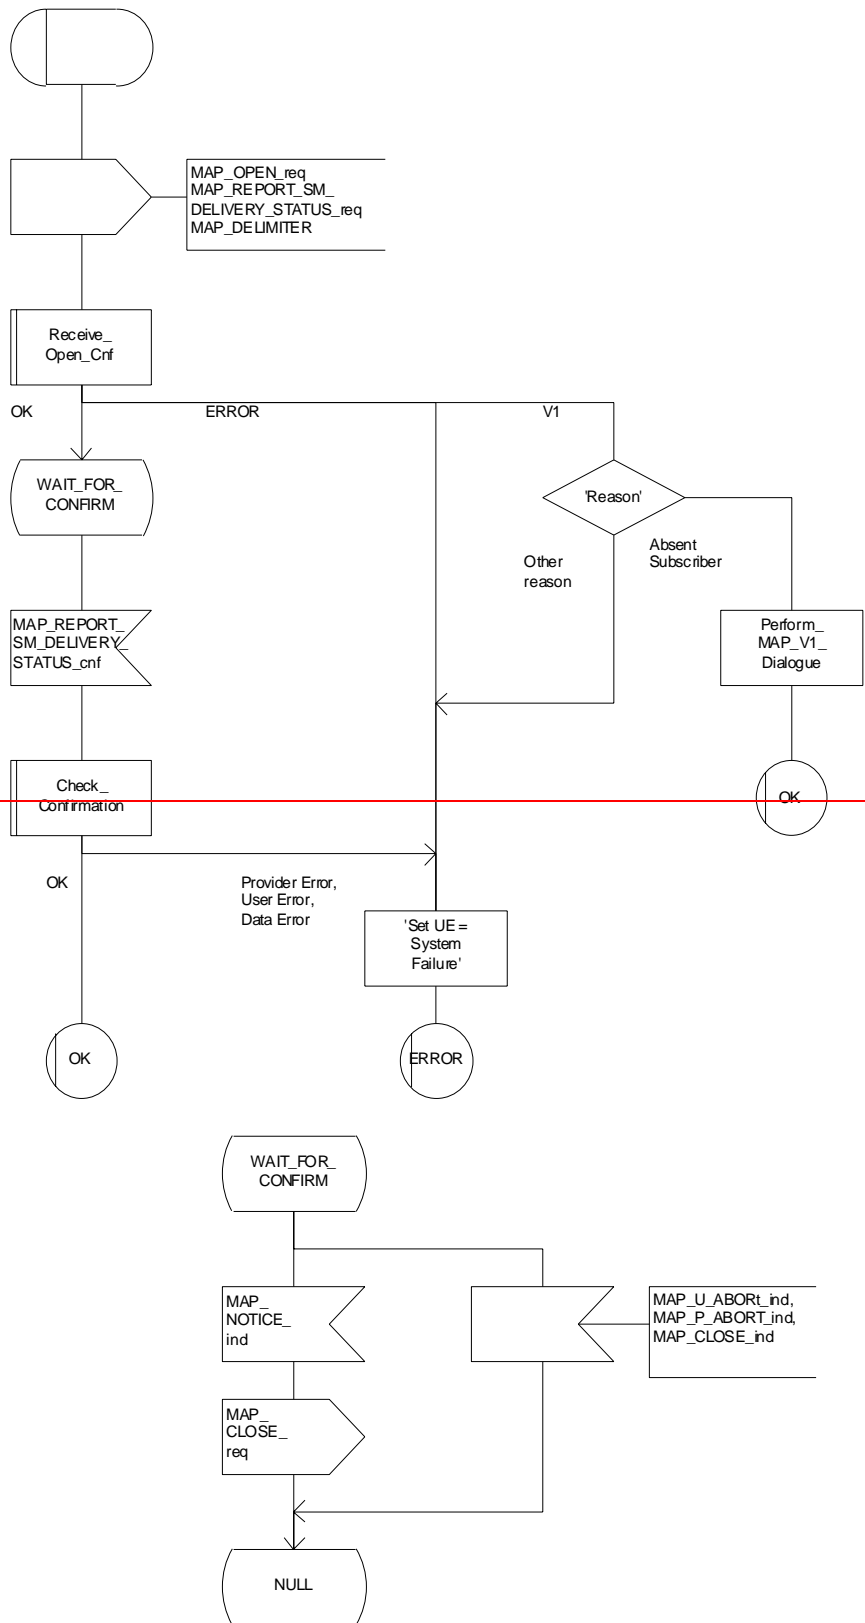 MAP_OPEN_req
MAP_REPORT_SM_
DELIVERY_STATUS_req
MAP_DELIMITER
Receive_
Open_Cnf
OK
ERROR
V1
WAIT_FOR_
CONFIRM
'Reason'
Other
reason
Absent
Subscriber
MAP_REPORT_
SM_DELIVERY_
STATUS_cnf
Perform_
MAP_V1_
Dialogue
Check_
Confirmation
OK
OK
Provider Error,
User Error,
Data Error
'Set UE =
System
Failure'
OK
ERROR
WAIT_FOR_
CONFIRM
MAP_
NOTICE_
ind
MAP_U_ABORt_ind,
MAP_P_ABORT_ind,
MAP_CLOSE_ind
MAP_
CLOSE_
req
NULL